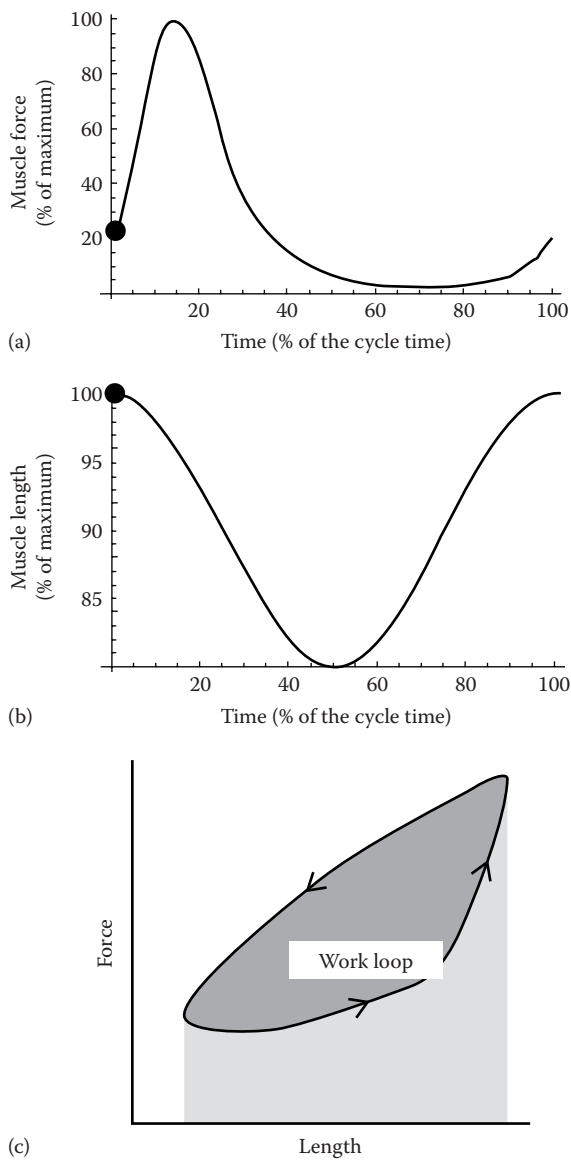 Muscle force
(% of maximum)
100
80
60
40
20
20
40
60
80
100
(a)
Time (% of the cycle time)
Muscle length
(% of maximum)
100
95
90
85
20
40
60
80
100
(b)
Time (% of the cycle time)
Force
Work loop
(c)
Length